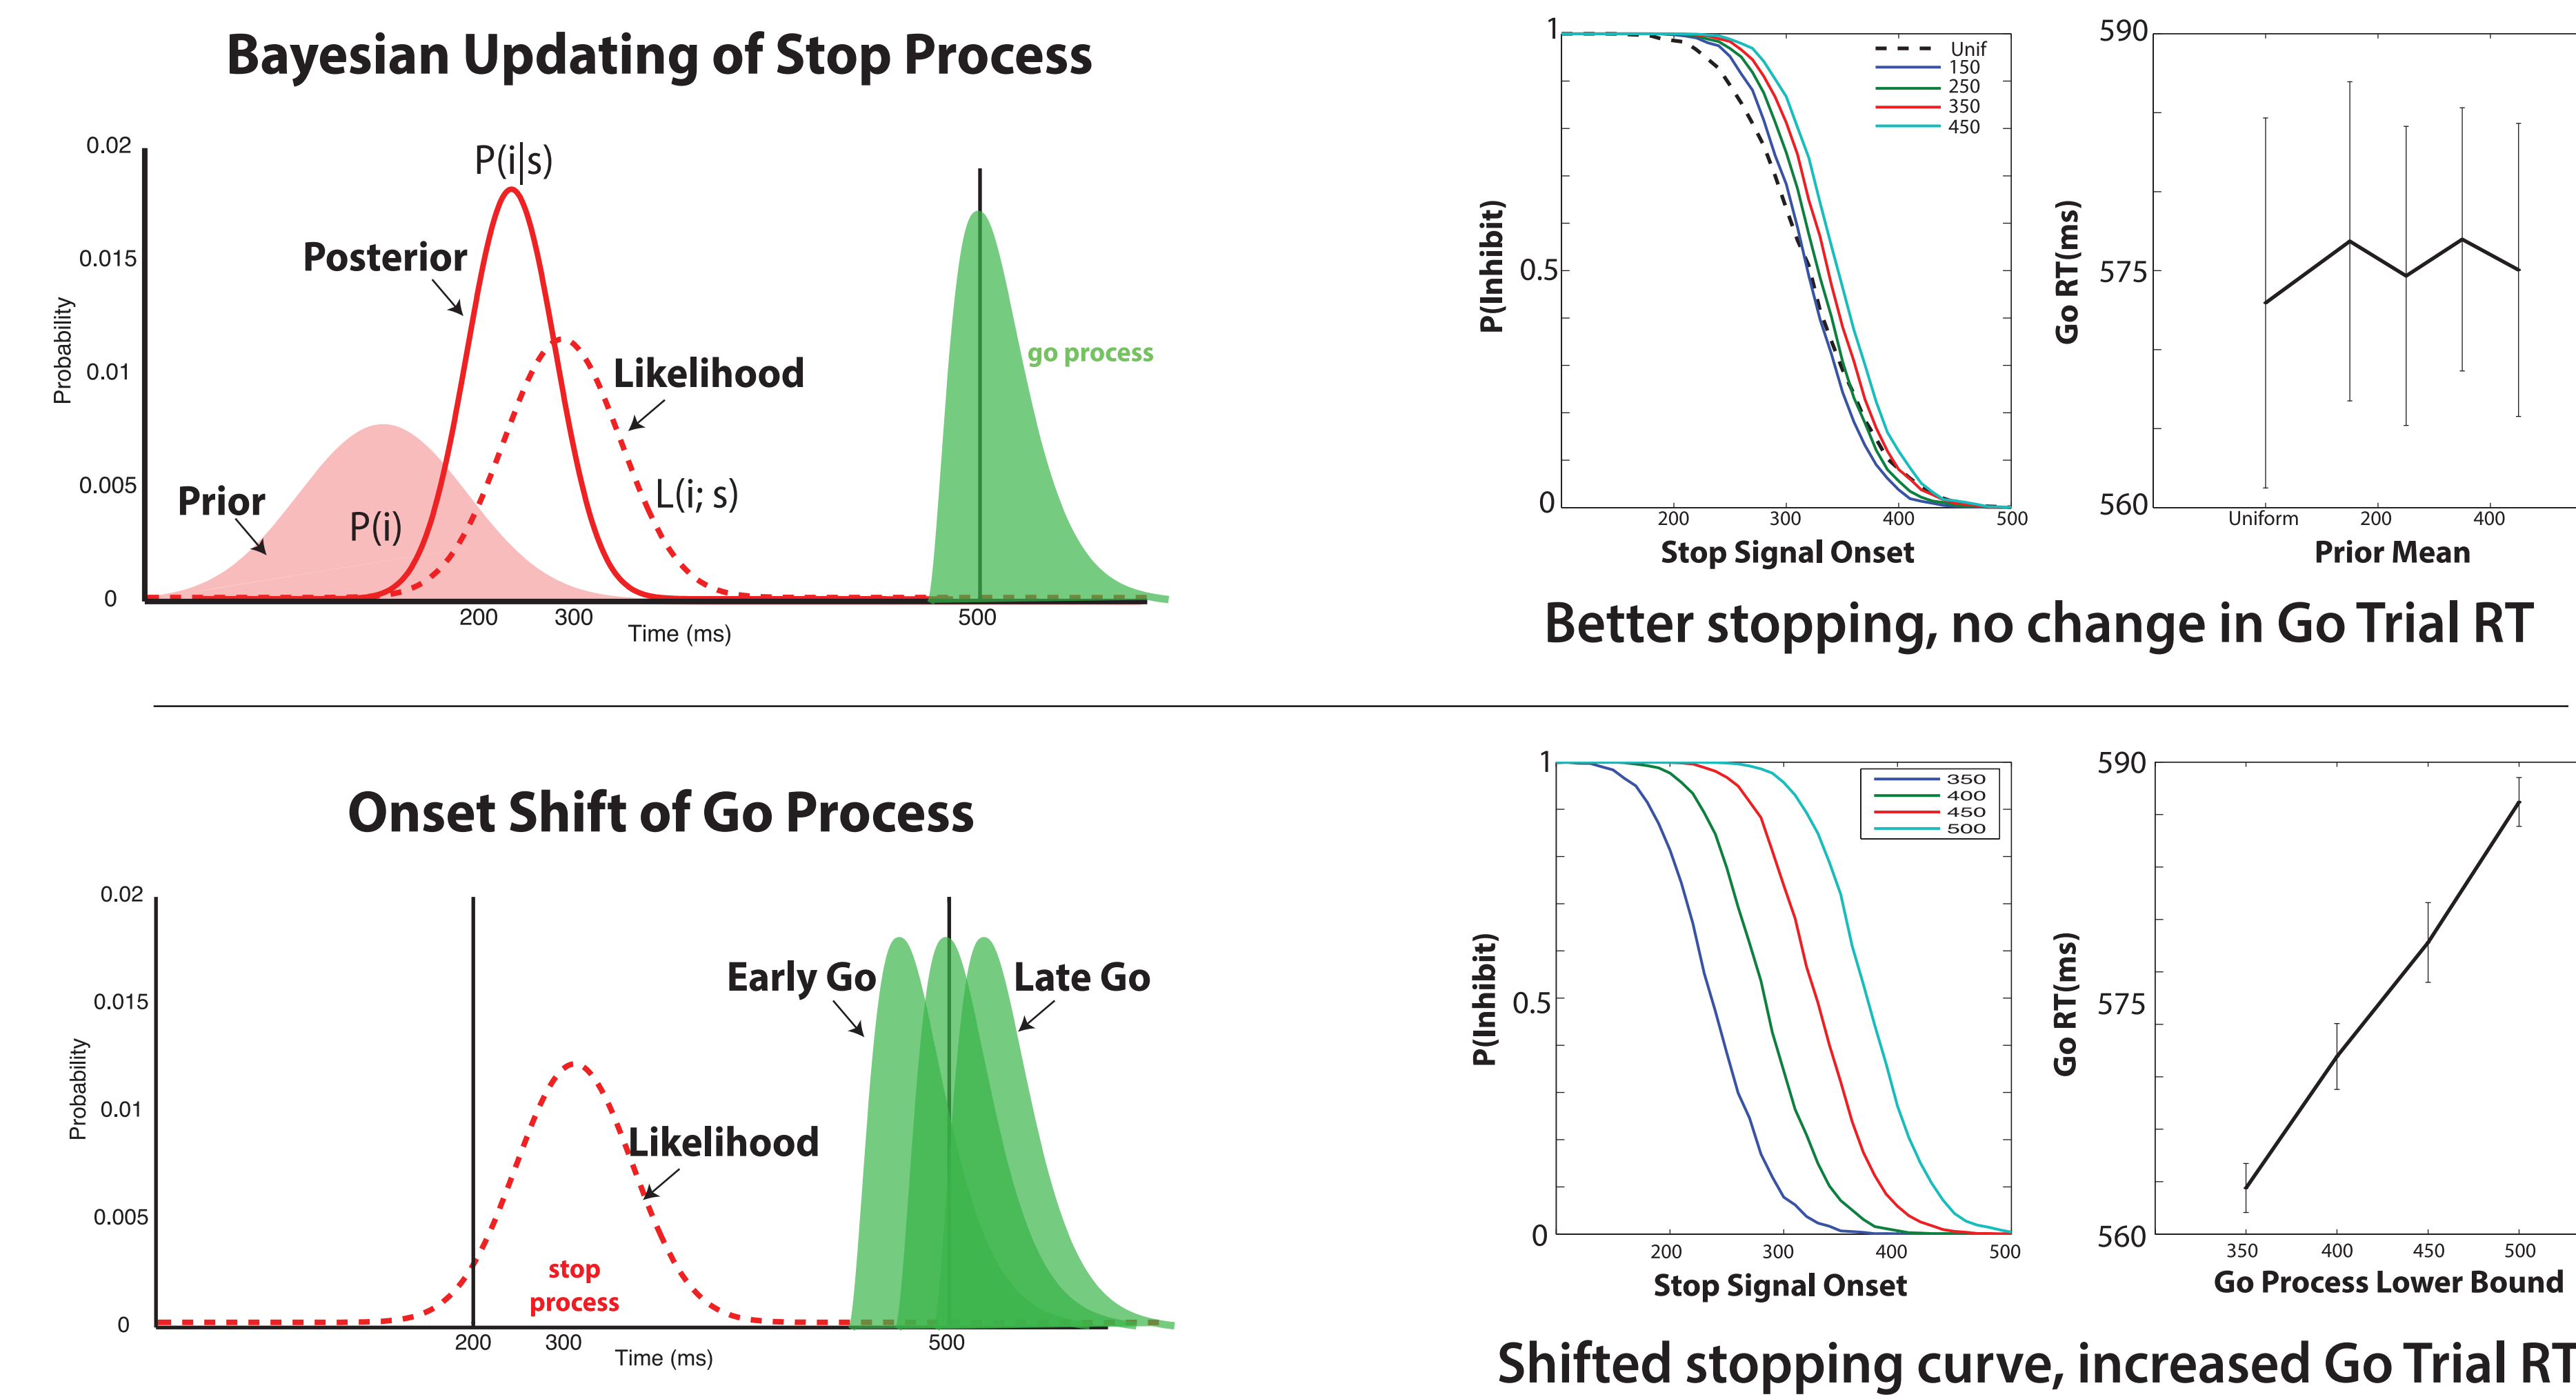 Bayesian Updating of Stop Process
0.02
0.015
0.01
0.005
0
Probability
P(i|s)
Posterior
Likelihood
Prior
P(i)
L(i; s)
go process
200
300
500
Time (ms)
1
0.5
0
P(Inhibit)
Unif
150
250
350
450
200
300
400
500
Stop Signal Onset
590
575
560
Go RT(ms)
Uniform
200
400
Prior Mean
Better stopping, no change in Go Trial RT
Onset Shift of Go Process
0.02
0.015
0.01
0.005
0
Probability
Early Go
Late Go
Likelihood
stop
process
200
300
500
Time (ms)
1
0.5
0
P(Inhibit)
350
400
450
500
200
300
400
500
Stop Signal Onset
590
575
560
Go RT(ms)
350
400
450
500
Go Process Lower Bound
Shifted stopping curve, increased Go Trial RT